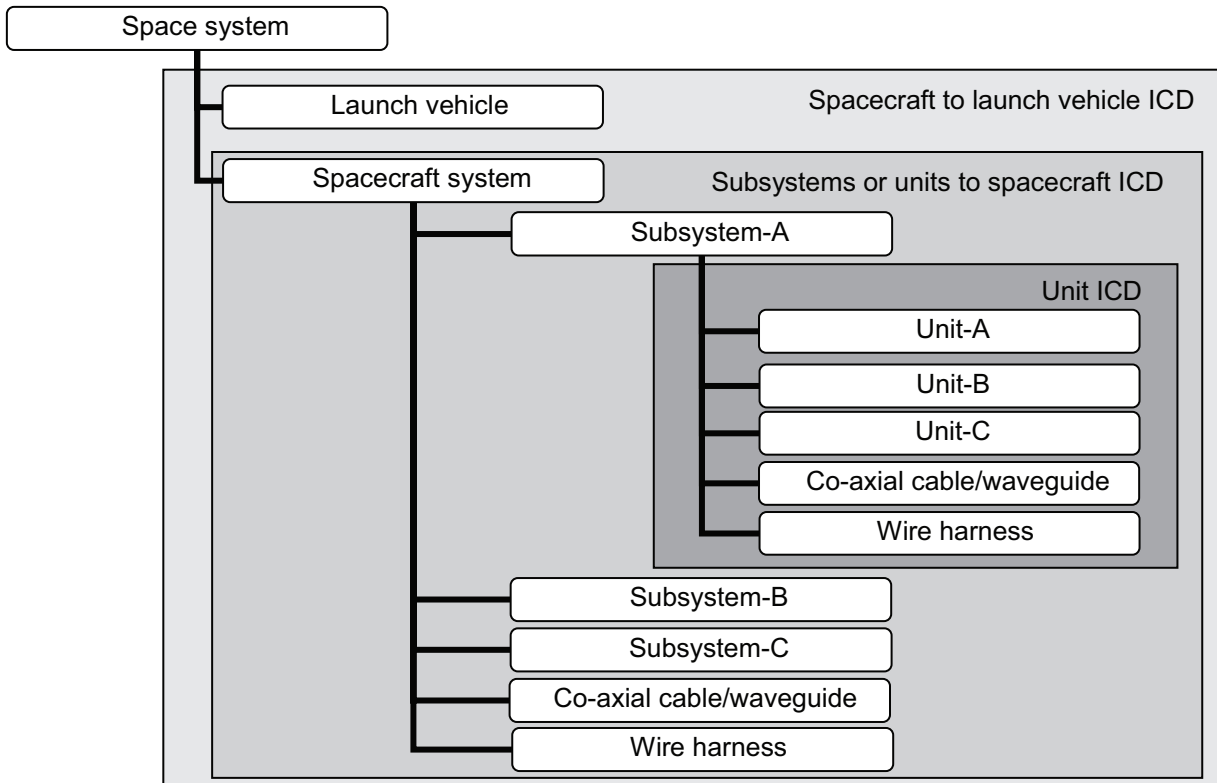 Space system
Spacecraft to launch vehicle ICD
Launch vehicle
Spacecraft system
Subsystems or units to spacecraft ICD
Subsystem-A
Unit ICD
Unit-A
Unit-B
Unit-C
Co-axial cable/waveguide
Wire harness
Subsystem-B
Subsystem-C
Co-axial cable/waveguide
Wire harness